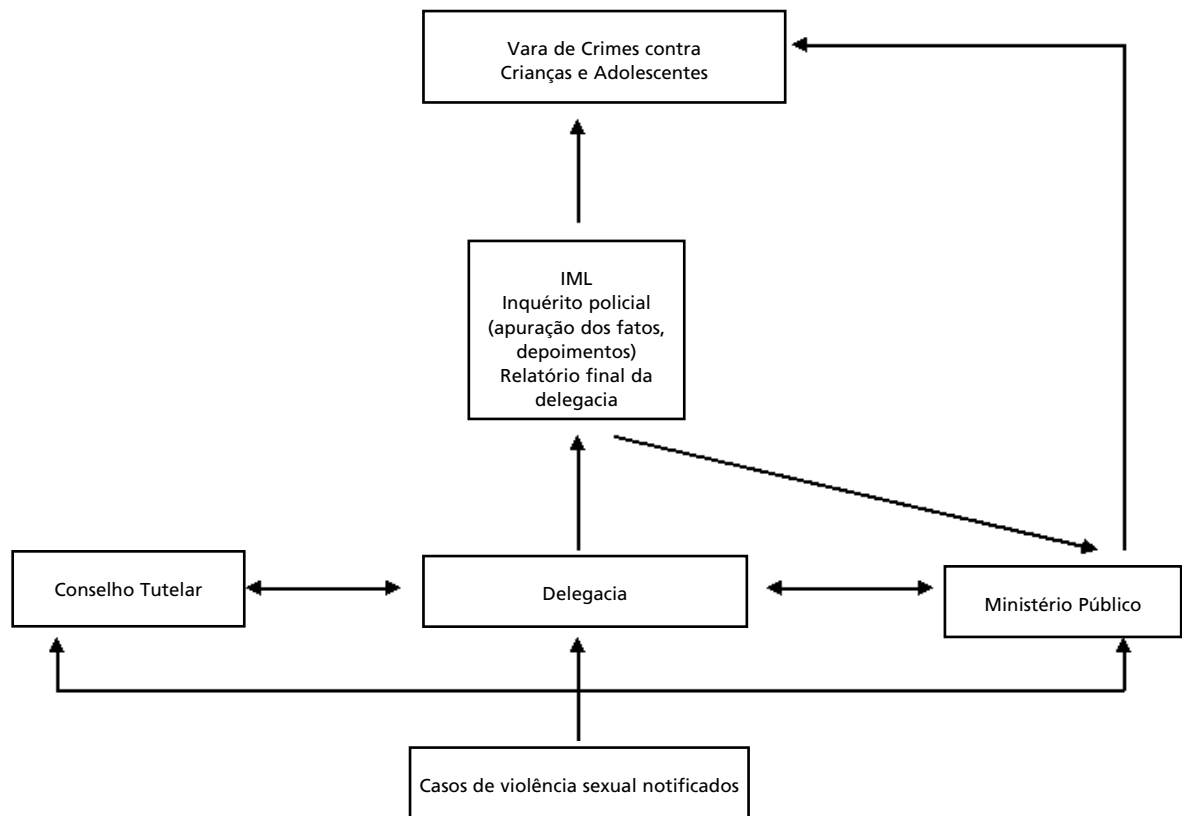 Vara de Crimes contra
Crianças e Adolescentes
IML
Inquérito policial
(apuração dos fatos,
depoimentos)
Relatório final da
delegacia
Conselho Tutelar
Delegacia
Ministério Público
Casos de violência sexual notificados